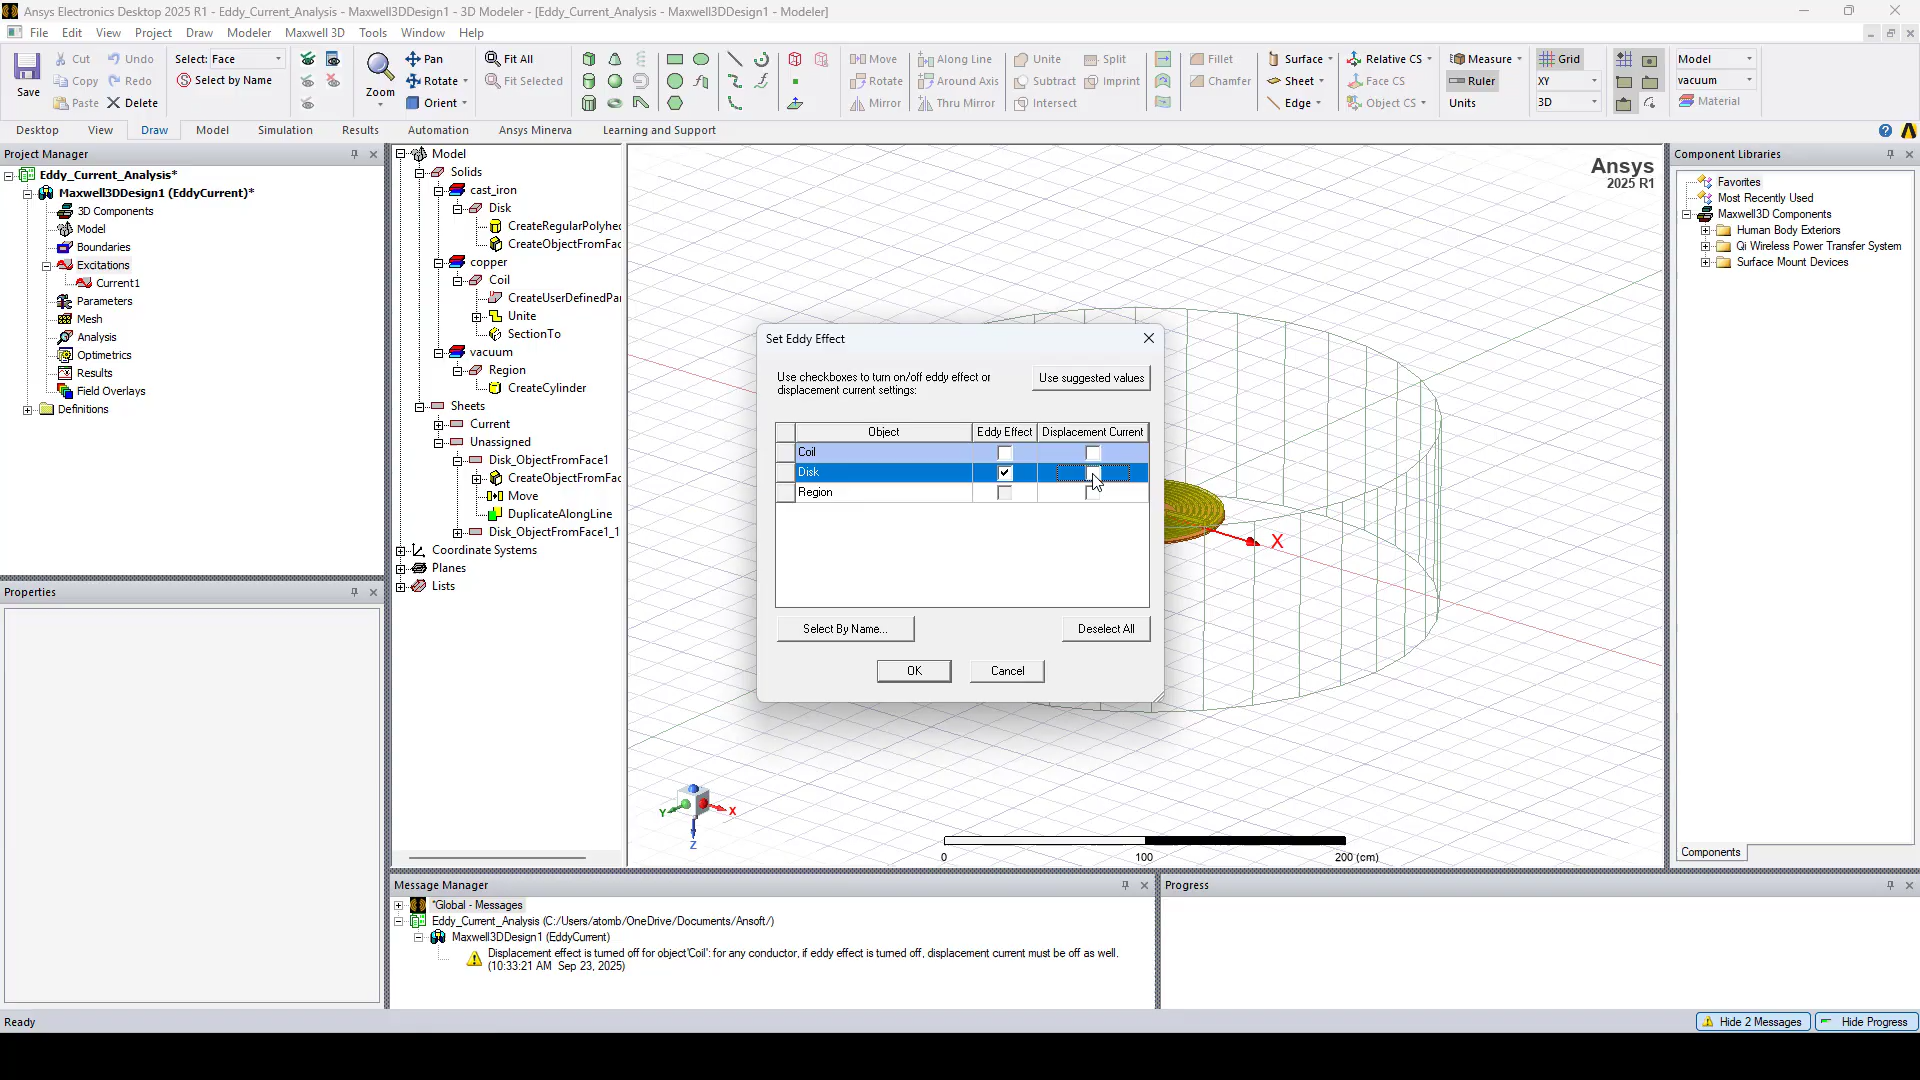 Ansys Electronics Desktop 2025 R1 - Eddy_Current_Analysis - Maxwell3DDesign1 - 3D Modeler - [Eddy_Current_Analysis - Maxwell3DDesign1 - Modeler]
File Edit View Project Draw Modeler Maxwell 3D Tools Window Help
Save
Cut Undo
Copy Redo
Paste Delete
Select: Face
Select by Name
Zoom
Pan
Rotate
Orient
Fit All
Fit Selected
Move Along Line
Rotate Around Axis
Mirror Thru Mirror
Unite Split
Subtract Imprint
Intersect
Fillet
Chamfer
Surface
Sheet
Edge
Relative CS
Face CS
Object CS
Measure
Ruler
Units
Grid
XY
3D
Model
vacuum
Material
Desktop View Draw Model Simulation Results Automation Ansys Minerva Learning and Support
Project Manager
Eddy_Current_Analysis*
Maxwell3DDesign1 (EddyCurrent)*
3D Components
Model
Boundaries
Excitations
Current1
Parameters
Mesh
Analysis
Optimetrics
Results
Field Overlays
Definitions
Properties
Model
Solids
cast_iron
Disk
CreateRegularPolyhe
CreateObjectFromFac
copper
Coil
CreateUserDefinedPa
Unite
SectionTo
vacuum
Region
CreateCylinder
Sheets
Current
Unassigned
Disk_ObjectFromFace1
CreateObjectFromFac
Move
DuplicateAlongLine
Disk_ObjectFromFace1_1
Coordinate Systems
Planes
Lists
Ansys
2025 R1
Set Eddy Effect
Use checkboxes to turn on/off eddy effect or
displacement current settings:
Use suggested values
Object Eddy Effect Displacement Current
Coil
Disk
Region
Select By Name...
Deselect All
OK
Cancel
X
Y
X
Z
0 100 200 (cm)
Component Libraries
Favorites
Most Recently Used
Maxwell3D Components
Human Body Exteriors
Qi Wireless Power Transfer System
Surface Mount Devices
Components
Message Manager
*Global - Messages
Eddy_Current_Analysis (C:/Users/atomb/OneDrive/Documents/Ansoft/)
Maxwell3DDesign1 (EddyCurrent)
Displacement effect is turned off for object'Coil': for any conductor, if eddy effect is turned off, displacement current must be off as well.
(10:33:21 AM Sep 23, 2025)
Progress
Ready
Hide 2 Messages
Hide Progress